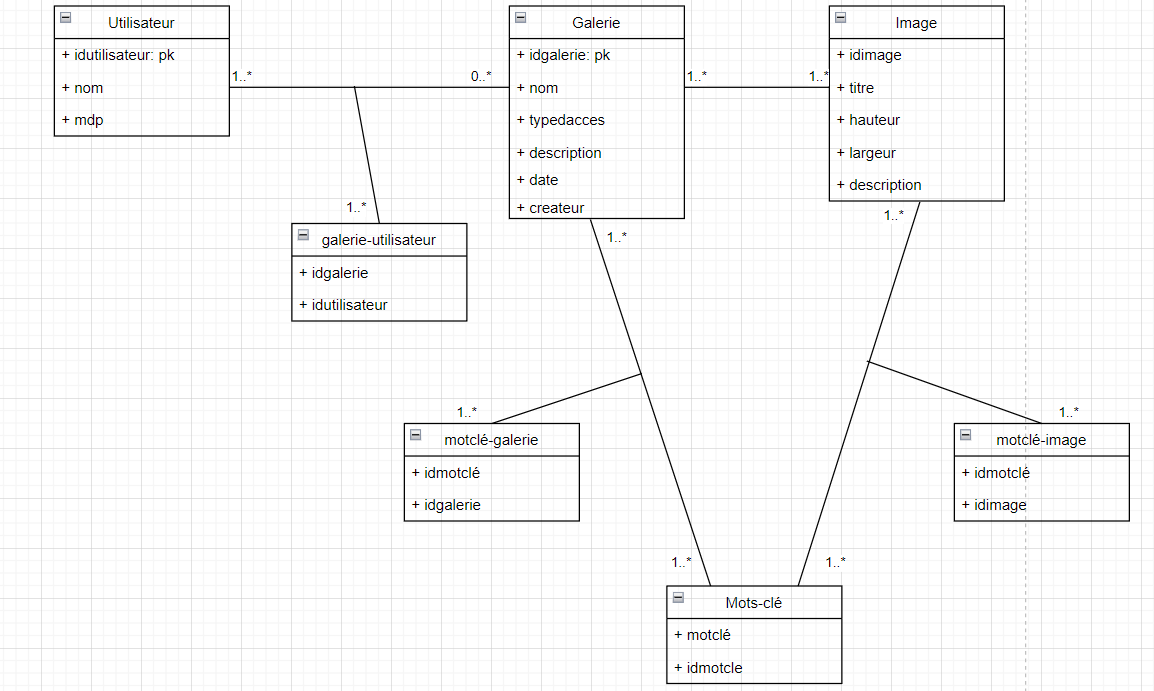 Utilisateur
+ idutilisateur: pk
+ nom
+ mdp
1..*
0..*
Galerie
+ idgalerie: pk
+ nom
+ typedacces
+ description
+ date
+ createur
1..*
1..*
Image
+ idimage
+ titre
+ hauteur
+ largeur
+ description
1..*
galerie-utilisateur
+ idgalerie
+ idutilisateur
1..*
1..*
1..*
motclé-galerie
+ idmotclé
+ idgalerie
1..*
motclé-image
+ idmotclé
+ idimage
1..*
1..*
Mots-clé
+ motclé
+ idmotcle